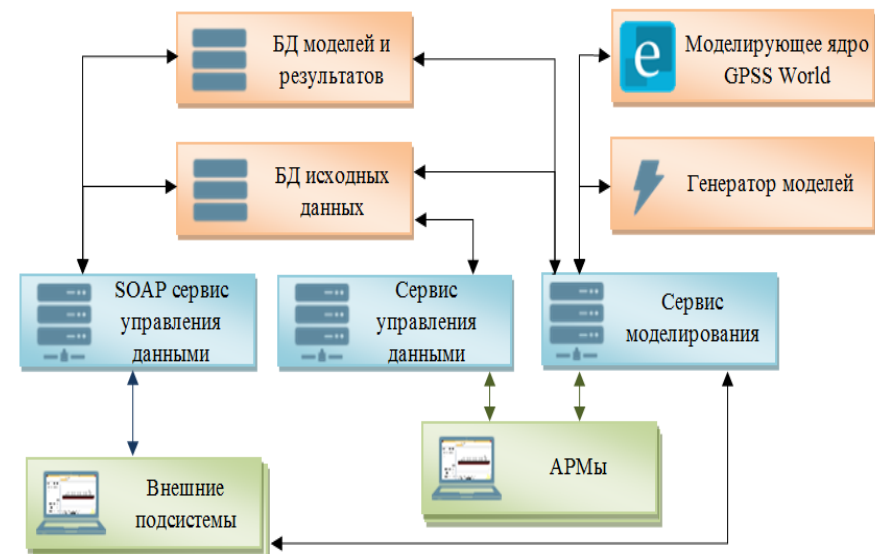 БД моделей и
результатов
Моделирующее ядро
GPSS World
БД исходных
данных
Генератор моделей
SOAP сервис
управления
данными
Сервис
управления
данными
Сервис
моделирования
Внешние
подсистемы
АРМы